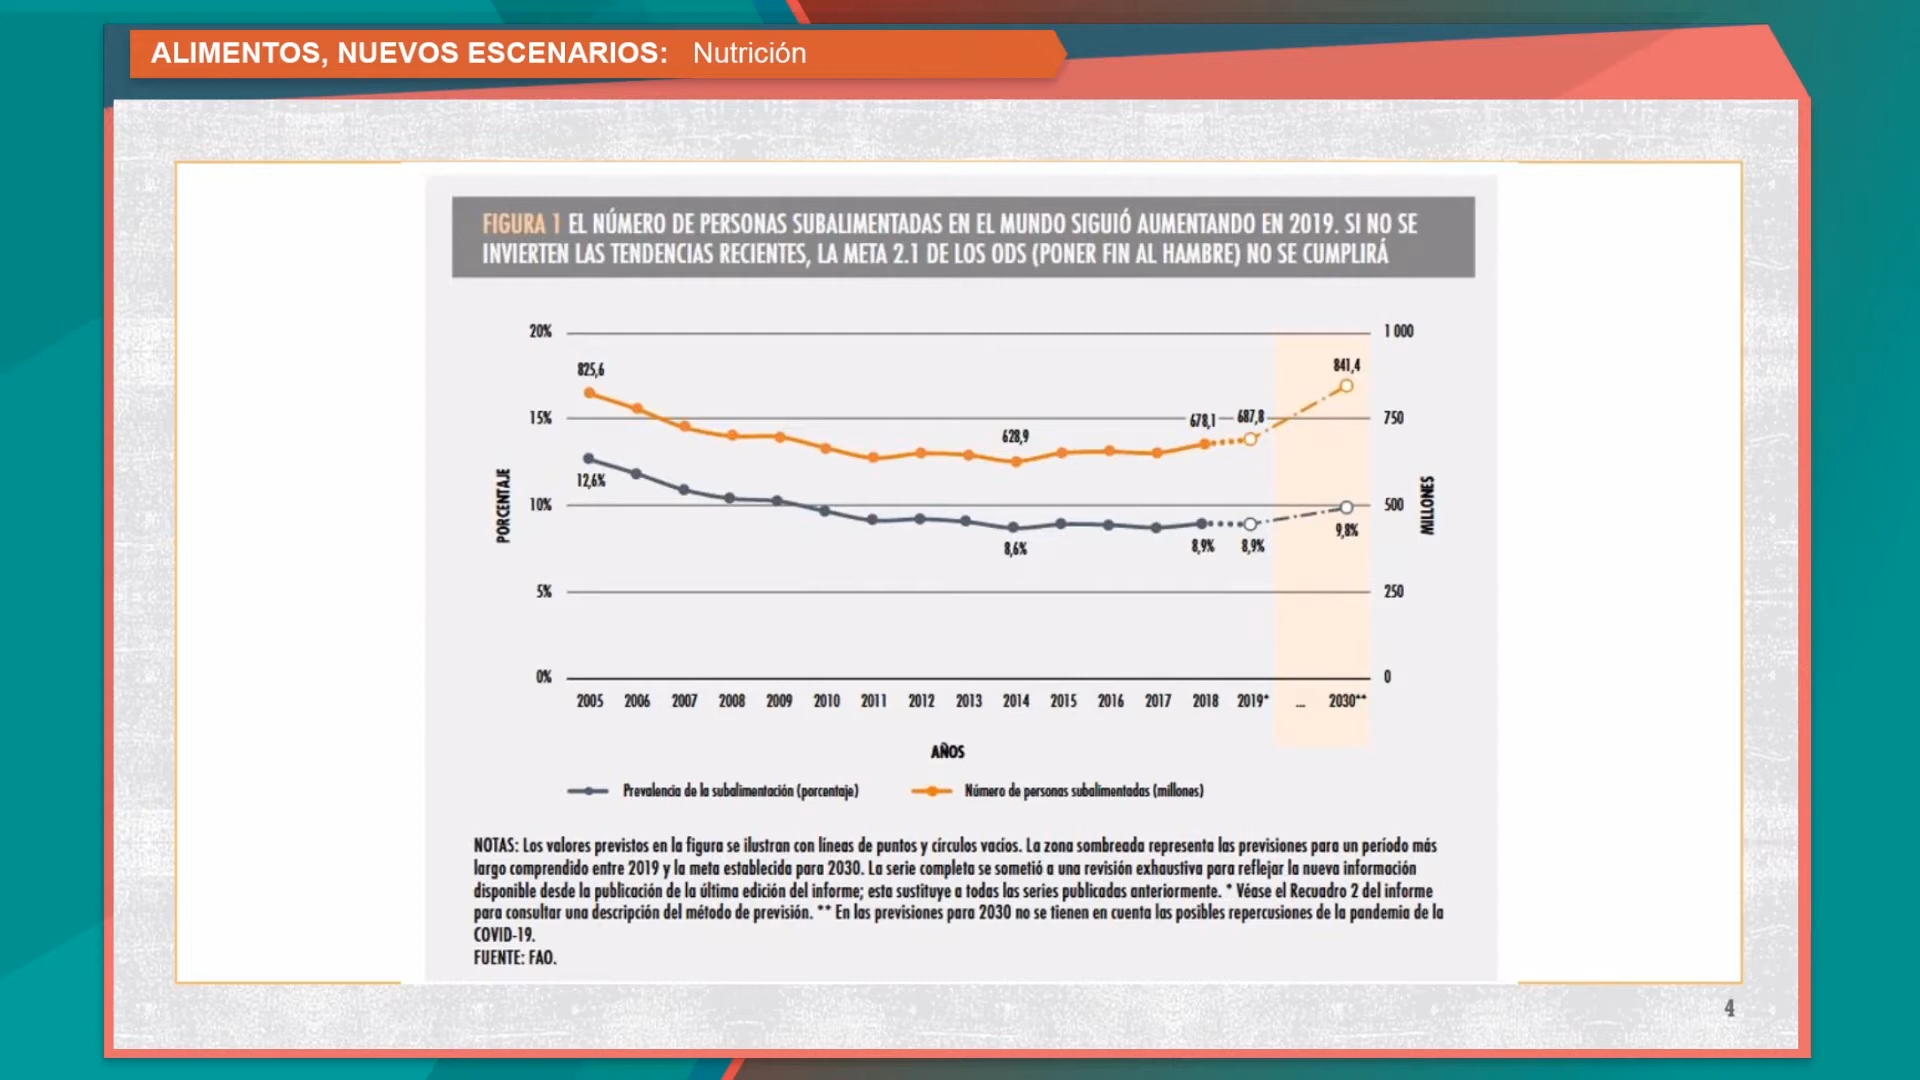 ALIMENTOS, NUEVOS ESCENARIOS: Nutrición
FIGURA 1 EL NÚMERO DE PERSONAS SUBALIMENTADAS EN EL MUNDO SIGUIÓ AUMENTANDO EN 2019. SI NO SE
INVIERTEN LAS TENDENCIAS RECIENTES, LA META 2.1 DE LOS ODS (PONER FIN AL HAMBRE) NO SE CUMPLIRÁ
20%
15%
10%
5%
0%
PORCENTAJE
1 000
750
500
250
0
MILLONES
825,6
628,9
678,1
687,8
841,4
12,6%
8,6%
8,9%
8,9%
9,8%
2005 2006 2007 2008 2009 2010 2011 2012 2013 2014 2015 2016 2017 2018 2019* ... 2030**
AÑOS
Prevalencia de la subalimentación (porcentaje) Número de personas subalimentadas (millones)
NOTAS: Los valores previstos en la figura se ilustran con líneas de puntos y círculos vacíos. La zona sombreada representa las previsiones para un período más
largo comprendido entre 2019 y la meta establecida para 2030. La serie completa se sometió a una revisión exhaustiva para reflejar la nueva información
disponible desde la publicación de la última edición del informe; esta sustituye a todas las series publicadas anteriormente. * Véase el Recuadro 2 del informe
para consultar una descripción del método de previsión. ** En las previsiones para 2030 no se tienen en cuenta las posibles repercusiones de la pandemia de la
COVID-19.
FUENTE: FAO.
4